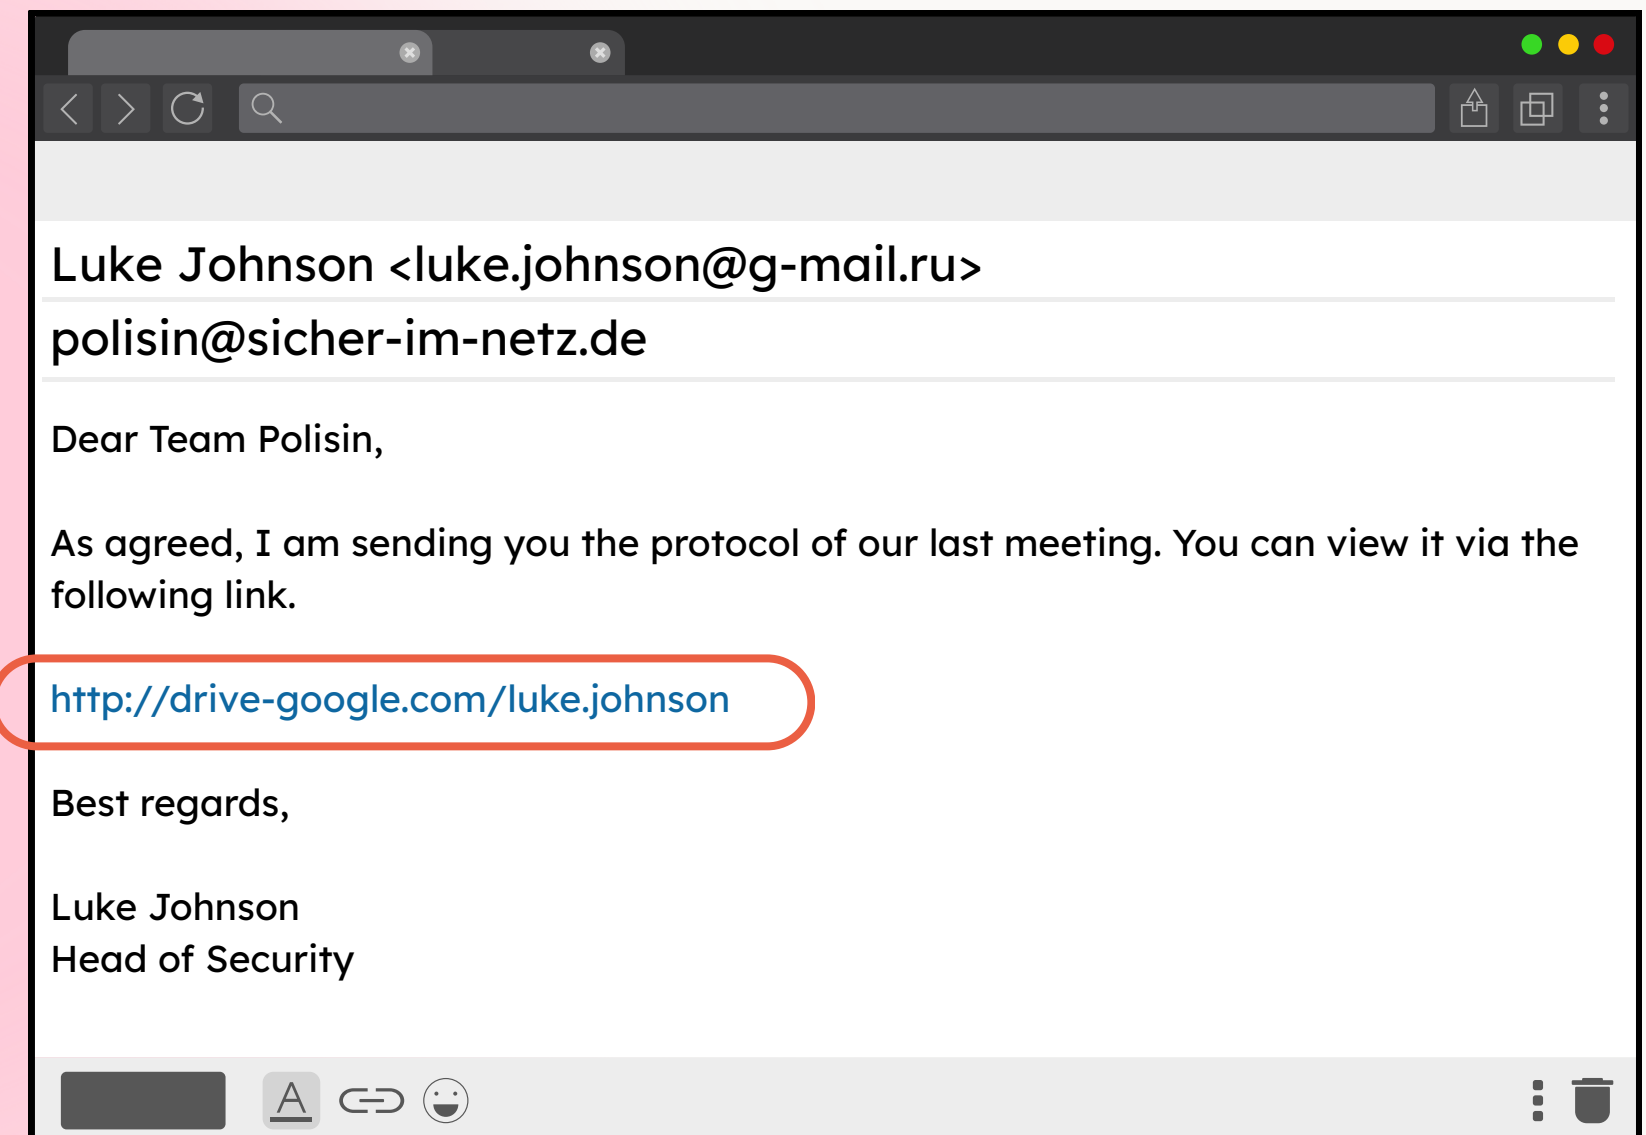 Luke Johnson <luke.johnson@g-mail.ru>
polisin@sicher-im-netz.de
Dear Team Polisin,
As agreed, I am sending you the protocol of our last meeting. You can view it via the
following link.
http://drive-google.com/luke.johnson
Best regards,
Luke Johnson
Head of Security
A